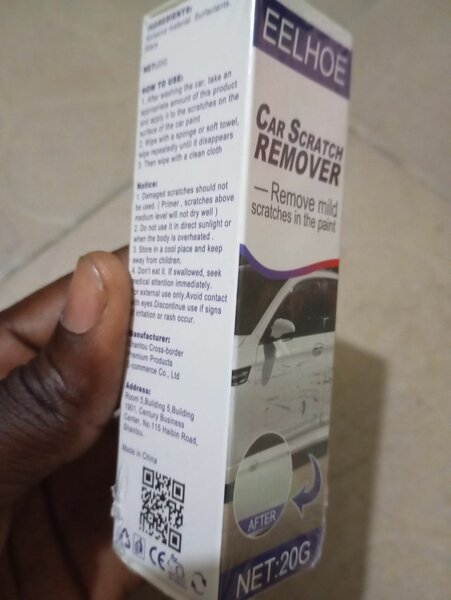 INGREDIENTS:
Abrasive material, Surfactants,
Ware
NET:20G
HOW TO USE:
1. After washing the car, take an
appropriate amount of this product
and apply it to the scratches on the
surface of the car paint
2. Wipe with a sponge or soft towel,
wipe repeatedly until it disappears
3. Then wipe with a clean cloth
Notice:
1. Damaged scratches should not
be used. ( Primer , scratches above
medium level will not dry well )
2. Do not use it in direct sunlight or
when the body is overheated .
3. Store in a cool place and keep
away from children.
4. Don't eat it. If swallowed, seek
medical attention immediately.
for external use only.Avoid contact
with eyes Discontinue use if signs
of irritation or rash occur.
Manufacturer:
Shantou Cross-border
Premium Products
E-commerce Co., Ltd
Address:
Room 5,Building 5,Building
1901, Century Business
Center, No.115 Haibin Road,
Shantou.
Made in China
CE
EELHOE
CAR SCRATCH
REMOVER
—Remove mild
scratches in the paint
AFTER
NET:20G